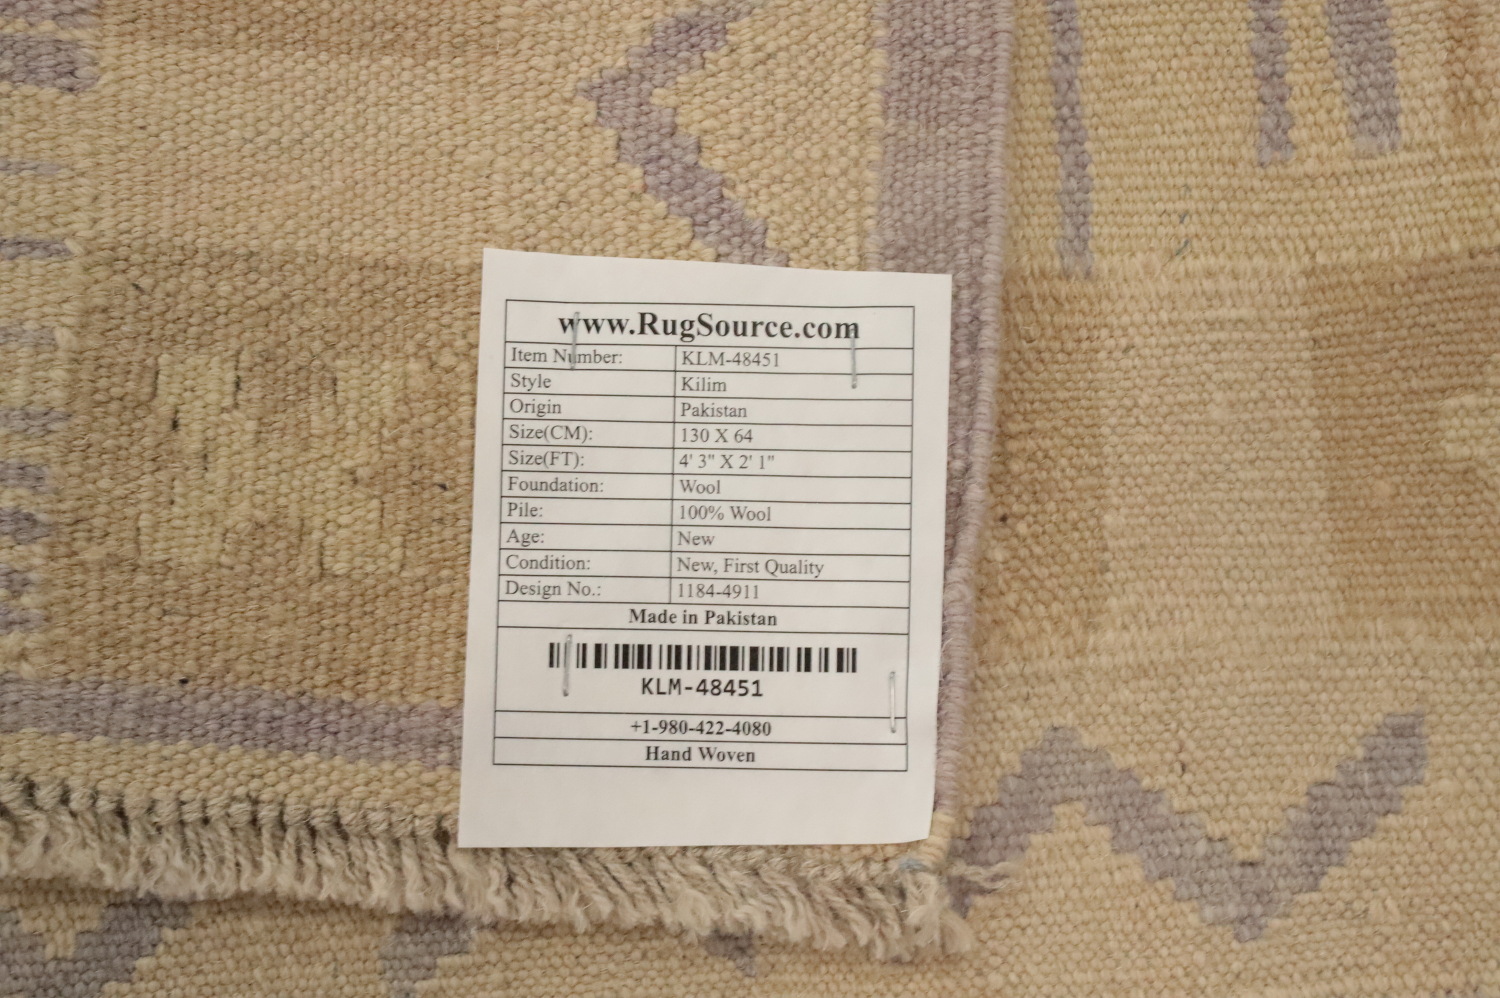 www.RugSource.com
Item Number: KLM-48451
Style Kilim
Origin Pakistan
Size(CM): 130 X 64
Size(FT): 4' 3" X 2' 1"
Foundation: Wool
Pile: 100% Wool
Age: New
Condition: New, First Quality
Design No.: 1184-4911
Made in Pakistan
KLM-48451
+1-980-422-4080
Hand Woven